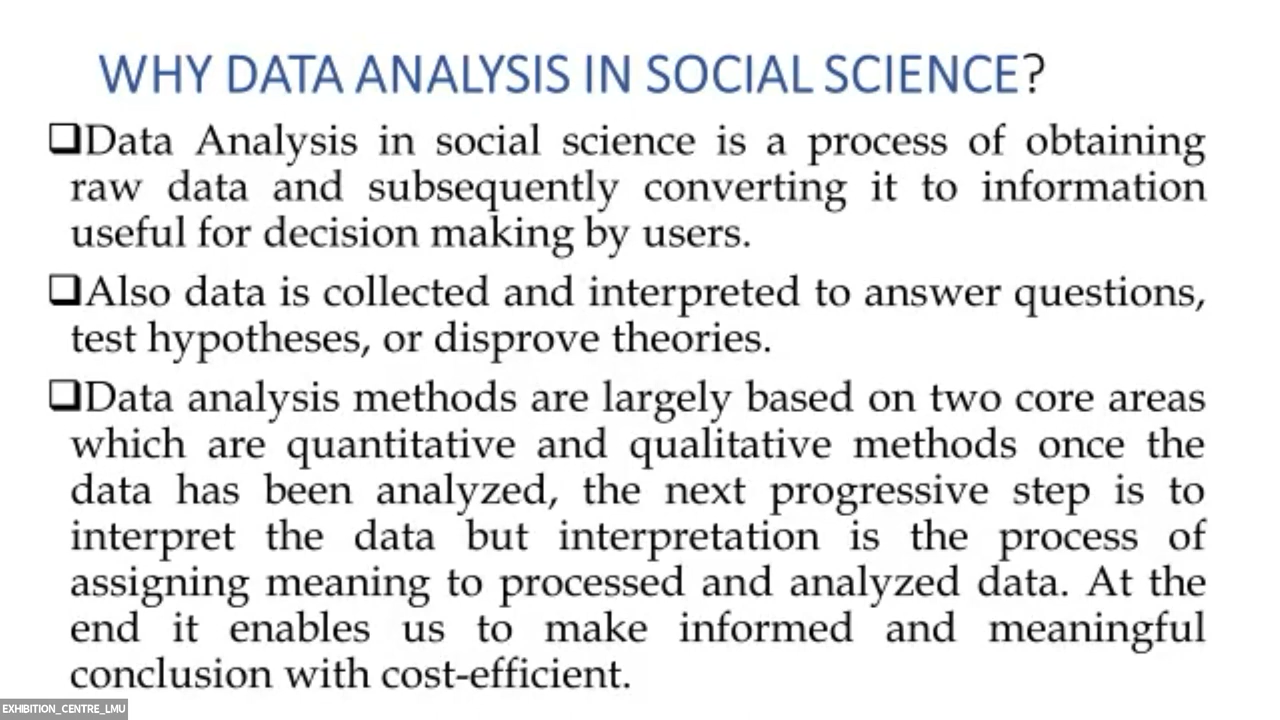 WHY DATA ANALYSIS IN SOCIAL SCIENCE?
Data Analysis in social science is a process of obtaining
raw data and subsequently converting it to information
useful for decision making by users.
Also data is collected and interpreted to answer questions,
test hypotheses, or disprove theories.
Data analysis methods are largely based on two core areas
which are quantitative and qualitative methods once the
data has been analyzed, the next progressive step is to
interpret the data but interpretation is the process of
assigning meaning to processed and analyzed data. At the
end it enables us to make informed and meaningful
conclusion with cost-efficient.
EXHIBITION_CENTRE_LMU